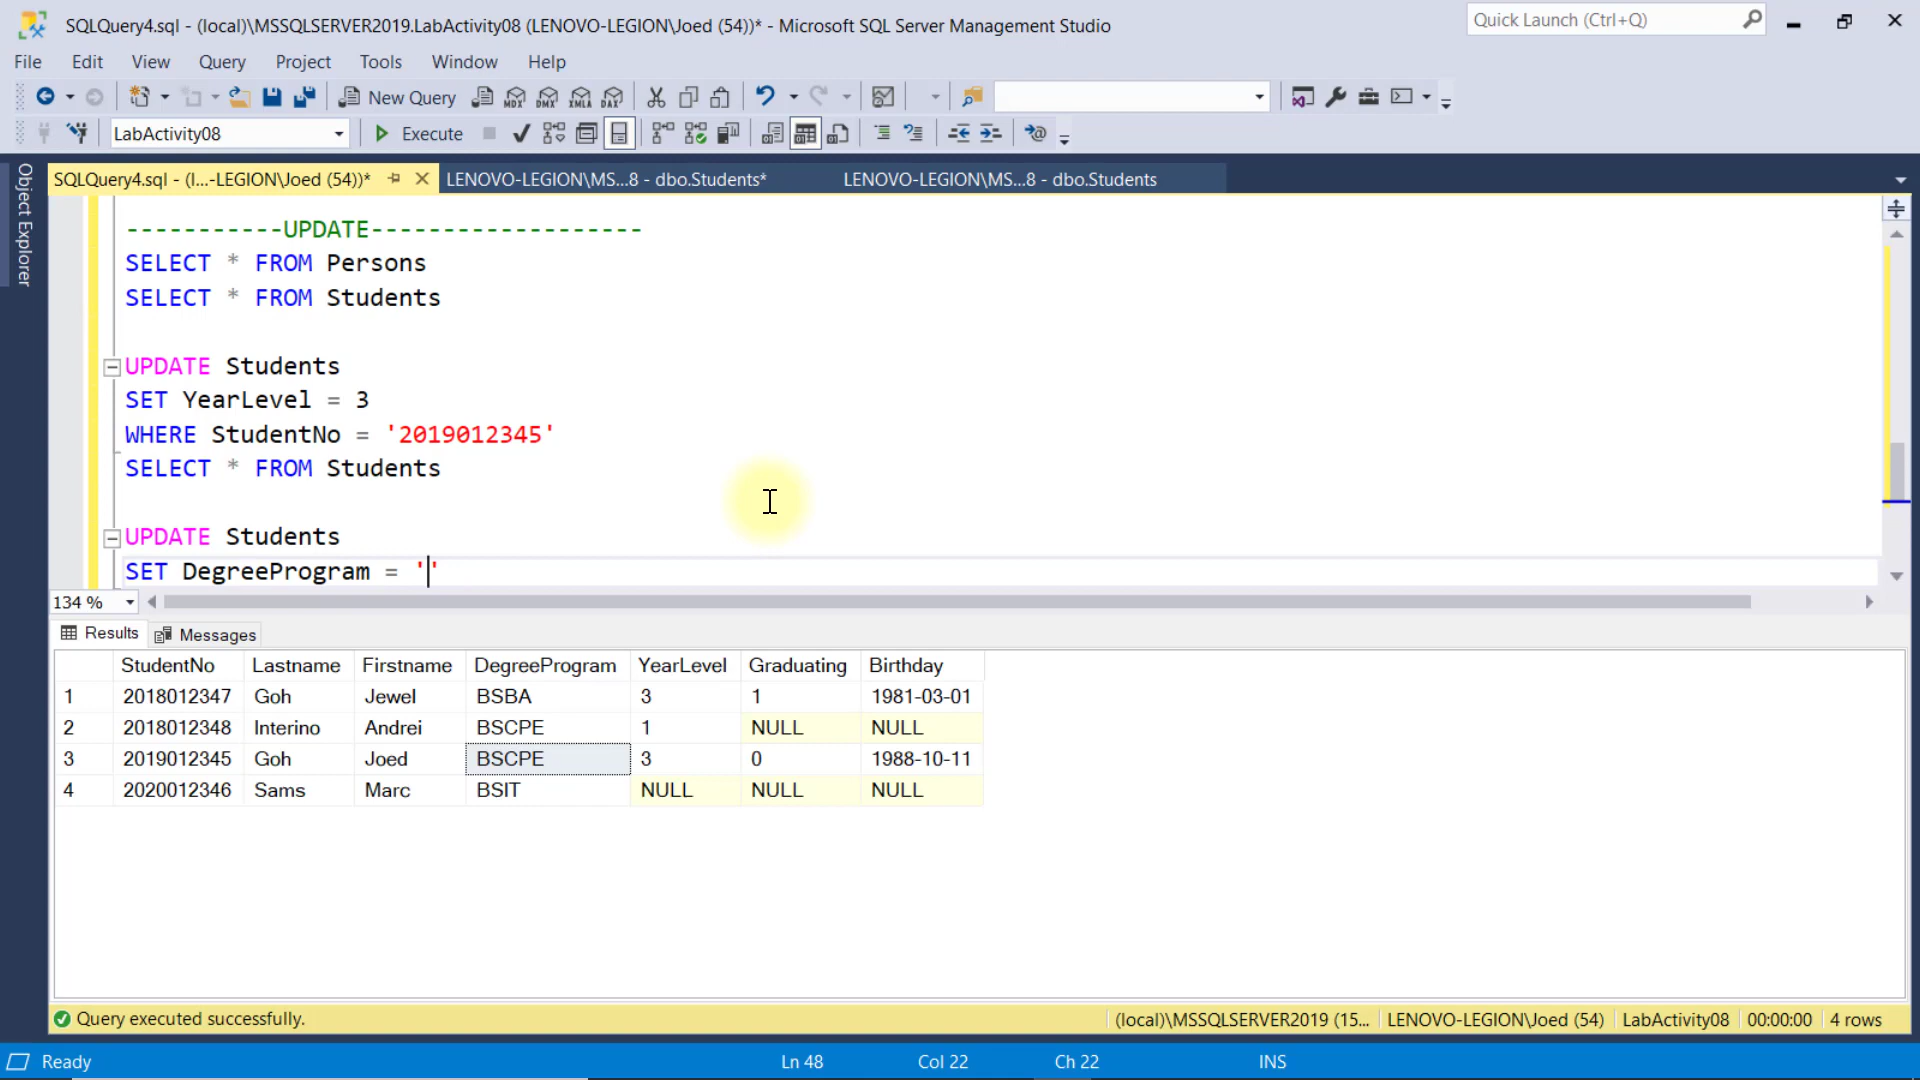 SQLQuery4.sql - (local)\MSSQLSERVER2019.LabActivity08 (LENOVO-LEGION\Joed (54))* - Microsoft SQL Server Management Studio
Quick Launch (Ctrl+Q)
File Edit View Query Project Tools Window Help
New Query MDX DMX XMLA DAX
LabActivity08 Execute
Object Explorer
SQLQuery4.sql - (l...-LEGION\Joed (54))* LENOVO-LEGION\MS...8 - dbo.Students* LENOVO-LEGION\MS...8 - dbo.Students
-----------UPDATE-------------------
SELECT * FROM Persons
SELECT * FROM Students
UPDATE Students
SET YearLevel = 3
WHERE StudentNo = '2019012345'
SELECT * FROM Students
UPDATE Students
SET DegreeProgram = ''
134 %
Results Messages
StudentNo Lastname Firstname DegreeProgram YearLevel Graduating Birthday
1 2018012347 Goh Jewel BSBA 3 1 1981-03-01
2 2018012348 Interino Andrei BSCPE 1 NULL NULL
3 2019012345 Goh Joed BSCPE 3 0 1988-10-11
4 2020012346 Sams Marc BSIT NULL NULL NULL
Query executed successfully. (local)\MSSQLSERVER2019 (15... LENOVO-LEGION\Joed (54) LabActivity08 00:00:00 4 rows
Ready Ln 48 Col 22 Ch 22 INS